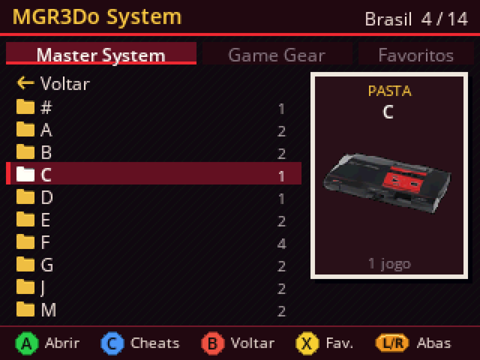 MGR3Do System
Brasil 4/14
Master System
Game Gear
Favoritos
← Voltar
# 1
A 2
B 2
C 1
D 1
E 2
F 4
G 2
J 2
M 2
PASTA
C
1 jogo
A Abrir C Cheats B Voltar X Fav. L/R Abas